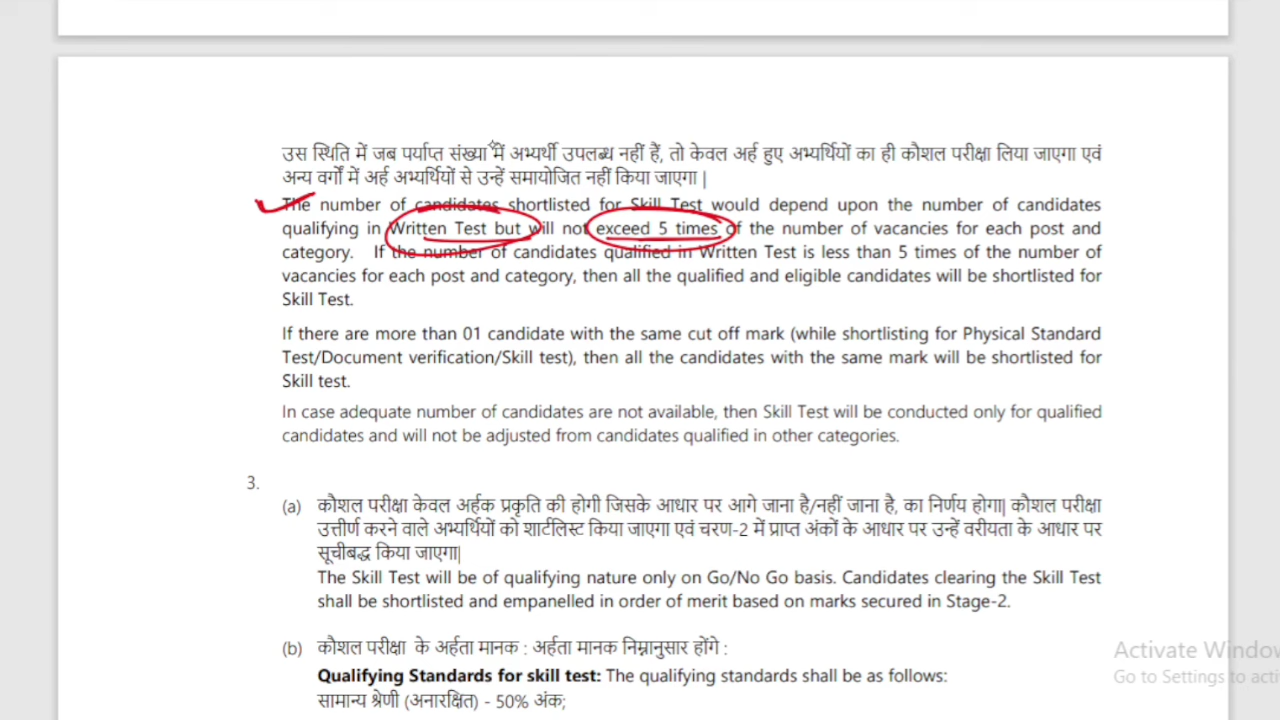 उस स्थिति में जब पर्याप्त संख्या में अभ्यर्थी उपलब्ध नहीं हैं, तो केवल अर्ह हुए अभ्यर्थियों का ही कौशल परीक्षा लिया जाएगा एवं
अन्य वर्गों में अर्ह अभ्यर्थियों से उन्हें समायोजित नहीं किया जाएगा |
The number of candidates shortlisted for Skill Test would depend upon the number of candidates
qualifying in Written Test but will not exceed 5 times of the number of vacancies for each post and
category. If the number of candidates qualified in Written Test is less than 5 times of the number of
vacancies for each post and category, then all the qualified and eligible candidates will be shortlisted for
Skill Test.
If there are more than 01 candidate with the same cut off mark (while shortlisting for Physical Standard
Test/Document verification/Skill test), then all the candidates with the same mark will be shortlisted for
Skill test.
In case adequate number of candidates are not available, then Skill Test will be conducted only for qualified
candidates and will not be adjusted from candidates qualified in other categories.
3.
(a) कौशल परीक्षा केवल अर्हक प्रकृति की होगी जिसके आधार पर आगे जाना है/नहीं जाना है, का निर्णय होगा| कौशल परीक्षा
उत्तीर्ण करने वाले अभ्यर्थियों को शार्टलिस्ट किया जाएगा एवं चरण-2 में प्राप्त अंकों के आधार पर उन्हें वरीयता के आधार पर
सूचीबद्ध किया जाएगा|
The Skill Test will be of qualifying nature only on Go/No Go basis. Candidates clearing the Skill Test
shall be shortlisted and empanelled in order of merit based on marks secured in Stage-2.
(b) कौशल परीक्षा के अर्हता मानक : अर्हता मानक निम्नानुसार होंगे :
Qualifying Standards for skill test: The qualifying standards shall be as follows:
सामान्य श्रेणी (अनारक्षित) - 50% अंक;
Activate Window
Go to Settings to acti